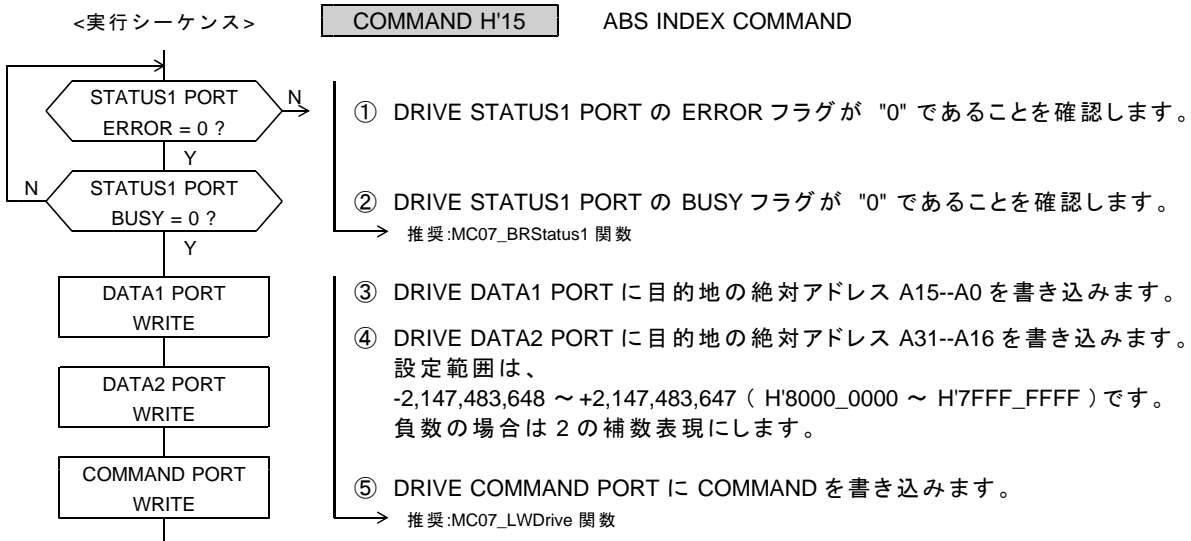 <実行シーケンス>
COMMAND H'15
ABS INDEX COMMAND
STATUS1 PORT
ERROR = 0 ?
N
Y
① DRIVE STATUS1 PORT の ERROR フラグが "0" であることを確認します。
N
STATUS1 PORT
BUSY = 0 ?
Y
② DRIVE STATUS1 PORT の BUSY フラグが "0" であることを確認します。
推奨:MC07_BRStatus1 関数
DATA1 PORT
WRITE
③ DRIVE DATA1 PORT に目的地の絶対アドレス A15--A0 を書き込みます。
DATA2 PORT
WRITE
④ DRIVE DATA2 PORT に目的地の絶対アドレス A31--A16 を書き込みます。
設定範囲は、
-2,147,483,648 ~ +2,147,483,647 ( H'8000_0000 ~ H'7FFF_FFFF ) です。
負数の場合は 2 の補数表現にします。
COMMAND PORT
WRITE
⑤ DRIVE COMMAND PORT に COMMAND を書き込みます。
推奨:MC07_LWDrive 関数